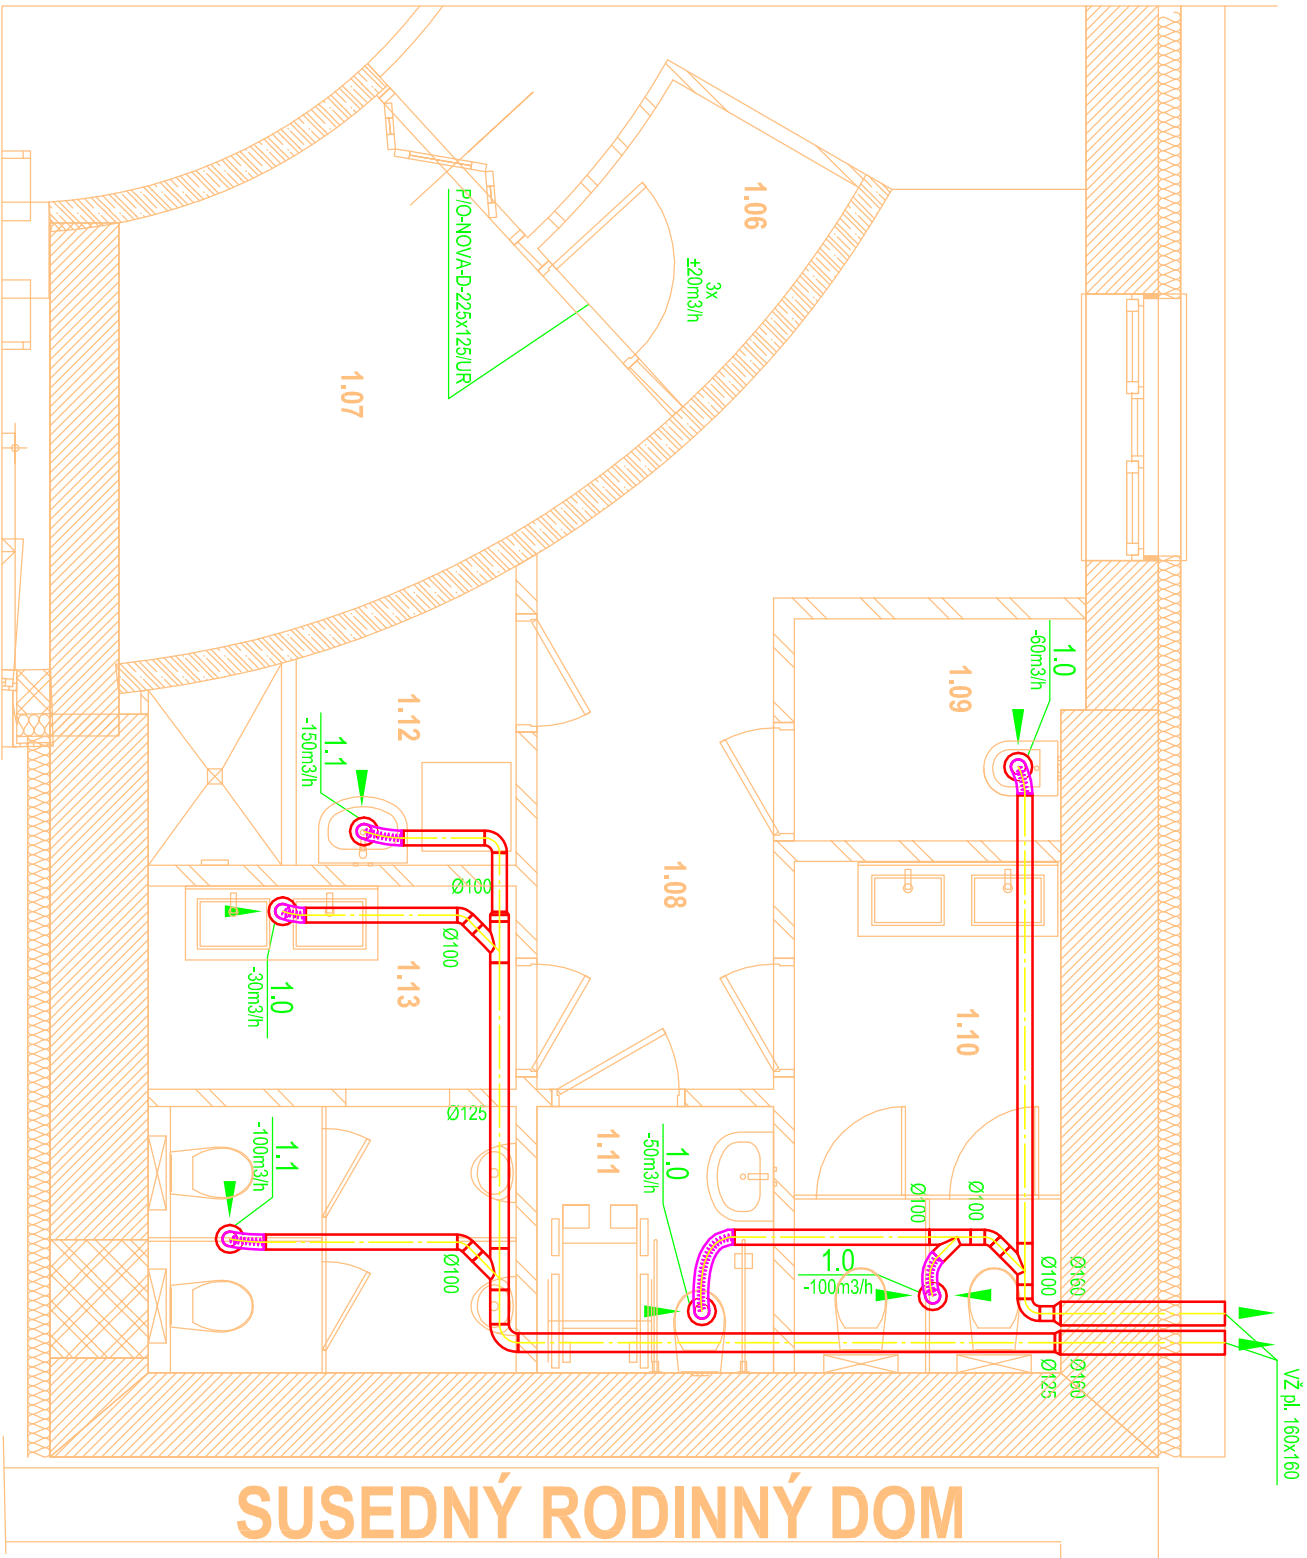 1.06
3x
±20m3/h
P/O-NOVA-D-225x125/UR
1.07
1.0
-60m3/h
1.09
1.12
1.1
-150m3/h
1.08
Ø100
Ø100
1.13
1.0
-30m3/h
1.10
Ø125
1.11
1.1
-100m3/h
1.0
-50m3/h
Ø100
Ø100
Ø100
1.0
-100m3/h
Ø100
Ø160
Ø125
Ø160
VŽ pl. 160x160
SUSEDNÝ RODINNÝ DOM